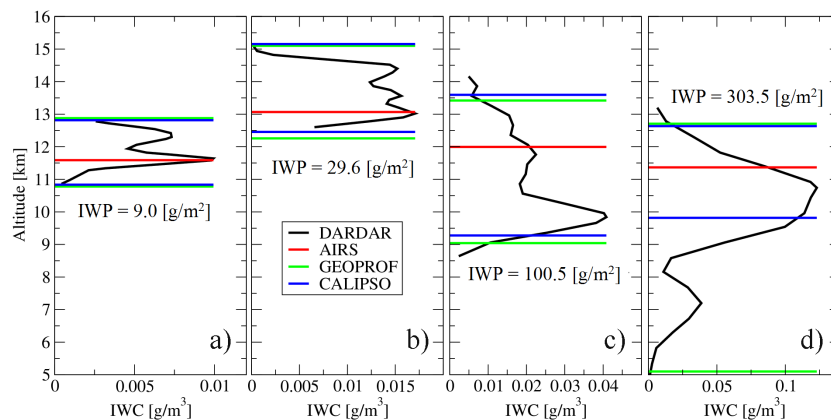 16
15
14
13
12
11
10
9
8
7
6
5
Altitude [km]
IWP = 9.0 [g/m²]
a)
0 0.005 0.01
IWC [g/m³]
IWP = 29.6 [g/m²]
DARDAR
AIRS
GEOPROF
CALIPSO
b)
0 0.005 0.01 0.015
IWC [g/m³]
IWP = 100.5 [g/m²]
c)
0 0.01 0.02 0.03 0.04
IWC [g/m³]
IWP = 303.5 [g/m²]
d)
0 0.05 0.1
IWC [g/m³]